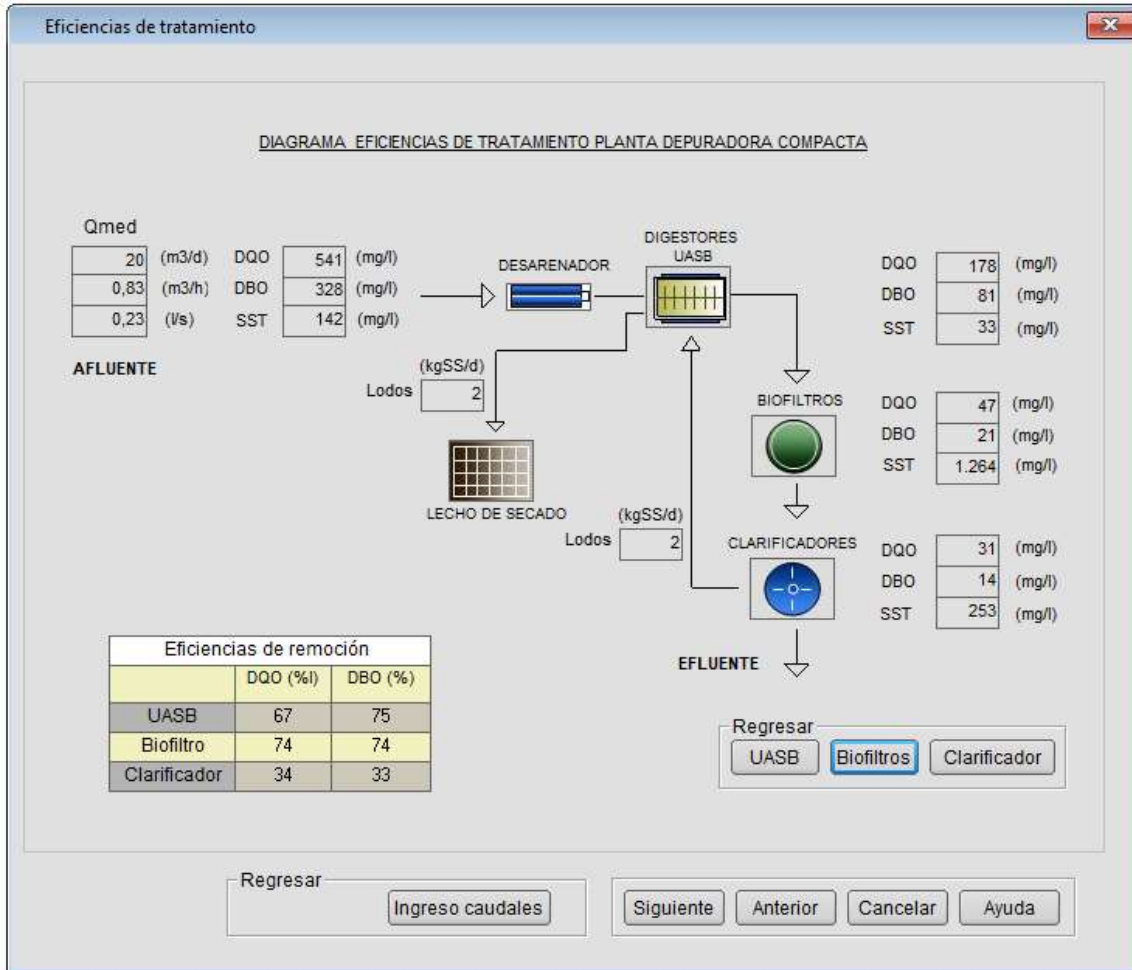 Eficiencias de tratamiento
DIAGRAMA EFICIENCIAS DE TRATAMIENTO PLANTA DEPURADORA COMPACTA
Qmed
20 (m3/d) DQO 541 (mg/l)
0,83 (m3/h) DBO 328 (mg/l)
0,23 (l/s) SST 142 (mg/l)
AFLUENTE
DESARENADOR
DIGESTORES
UASB
DQO 178 (mg/l)
DBO 81 (mg/l)
SST 33 (mg/l)
(kgSS/d)
Lodos 2
LECHO DE SECADO
BIOFILTROS
DQO 47 (mg/l)
DBO 21 (mg/l)
SST 1.264 (mg/l)
(kgSS/d)
Lodos 2
CLARIFICADORES
DQO 31 (mg/l)
DBO 14 (mg/l)
SST 253 (mg/l)
EFLUENTE
Eficiencias de remoción
DQO (%l) DBO (%)
UASB 67 75
Biofiltro 74 74
Clarificador 34 33
Regresar
UASB Biofiltros Clarificador
Regresar
Ingreso caudales
Siguiente Anterior Cancelar Ayuda